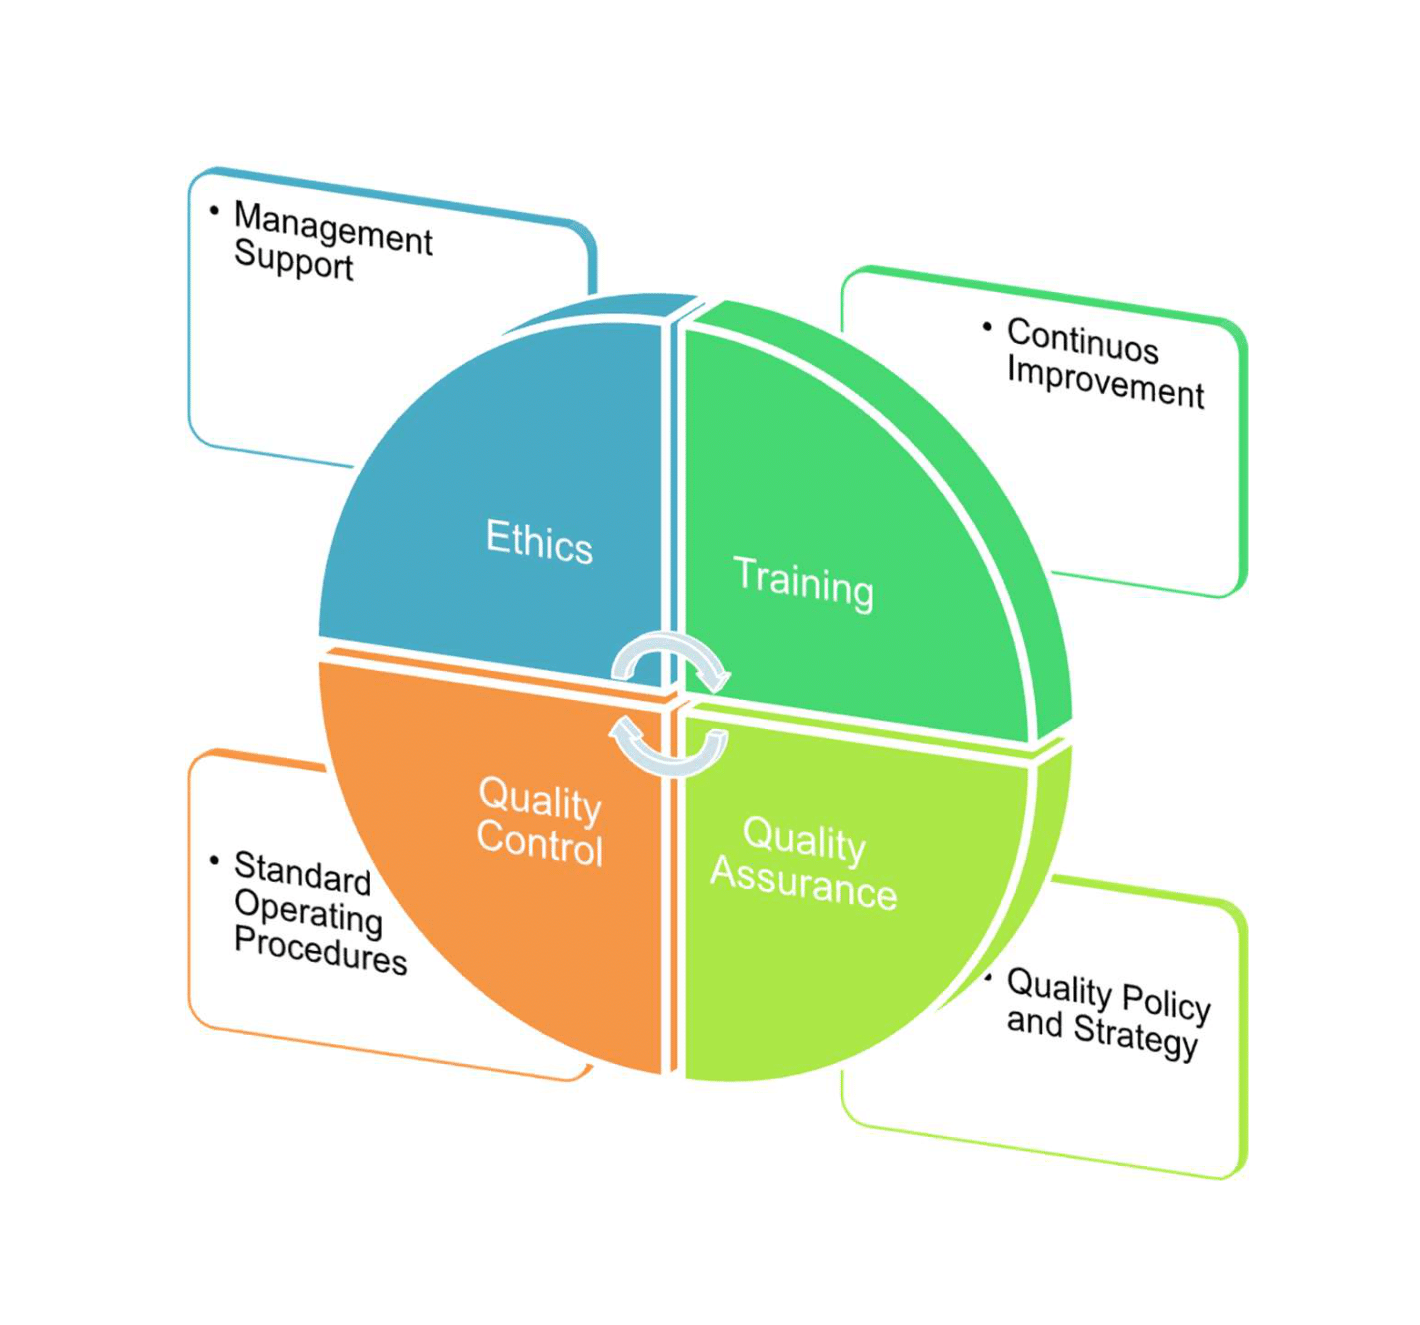 • Management
Support
• Continuos
Improvement
Ethics
Training
Quality
Control
Quality
Assurance
• Standard
Operating
Procedures
• Quality Policy
and Strategy